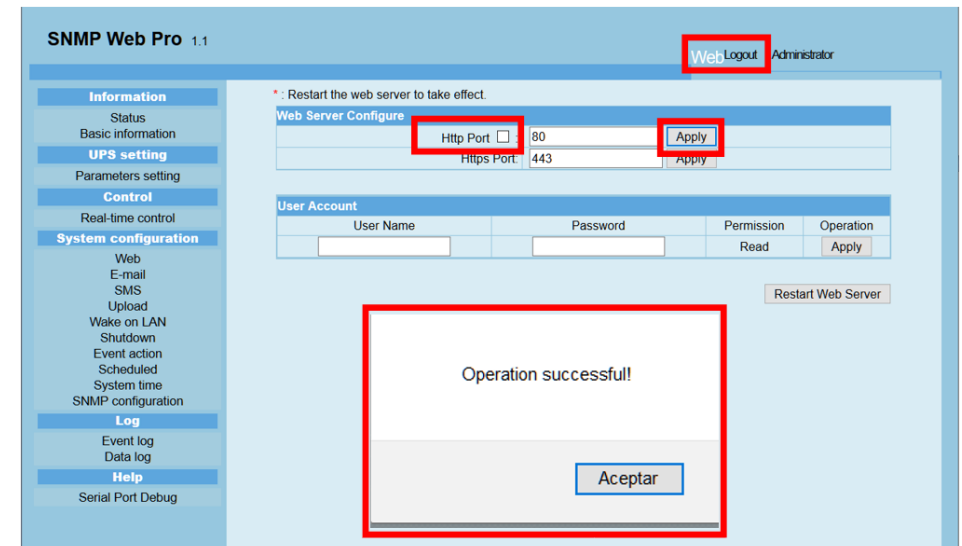 SNMP Web Pro 1.1
Web Logout Administrator
Information
Status
Basic information
UPS setting
Parameters setting
Control
Real-time control
System configuration
Web
E-mail
SMS
Upload
Wake on LAN
Shutdown
Event action
Scheduled
System time
SNMP configuration
Log
Event log
Data log
Help
Serial Port Debug
* : Restart the web server to take effect.
Web Server Configure
Http Port : 80 Apply
Https Port: 443 Apply
User Account
User Name Password Permission Operation
Read Apply
Restart Web Server
Operation successful!
Aceptar